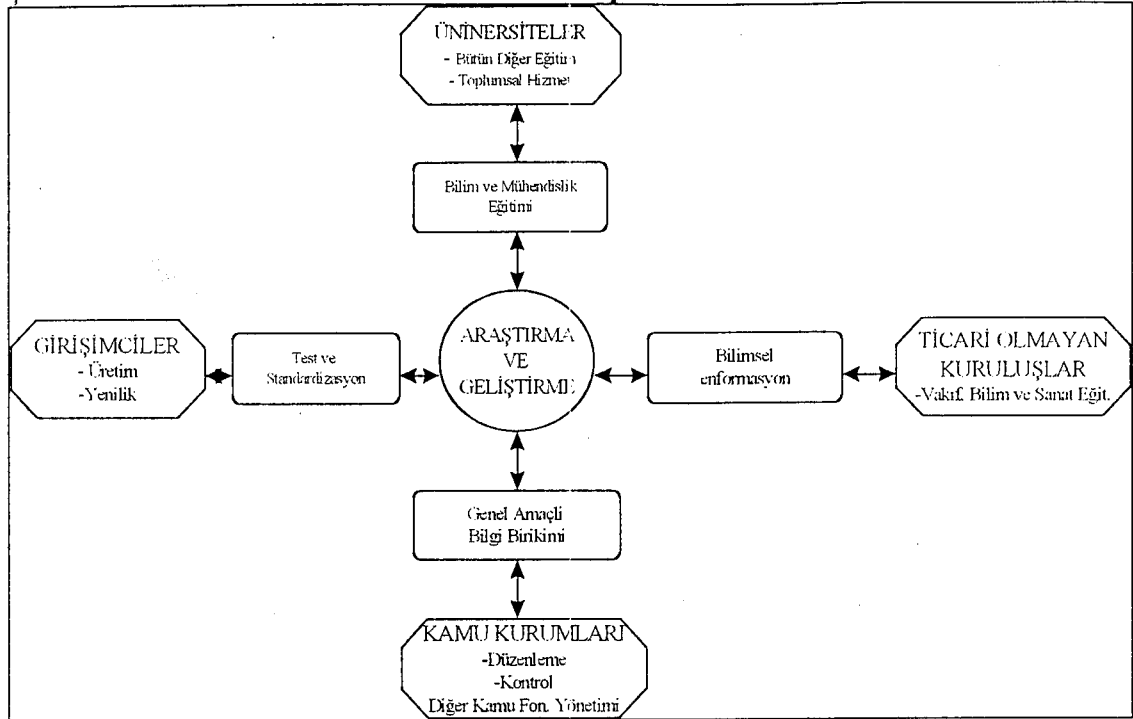 ÜNİNERSİTELER
- Bütün Diğer Eğitim
- Toplumsal Hizmet
Bilim ve Mühendislik
Eğitimi
GİRİŞİMCİLER
- Üretim
-Yenilik
Test ve
Standardizasyon
ARAŞTIRMA
VE
GELİŞTİRME
Bilimsel
enformasyon
TİCARİ OLMAYAN
KURULUŞLAR
-Vakıf. Bilim ve Sanat Eğit.
Genel Amaçli
Bilgi Birikimi
KAMU KURUMLARI
-Düzenleme
-Kontrol
Diğer Kamu Fon. Yönetimi